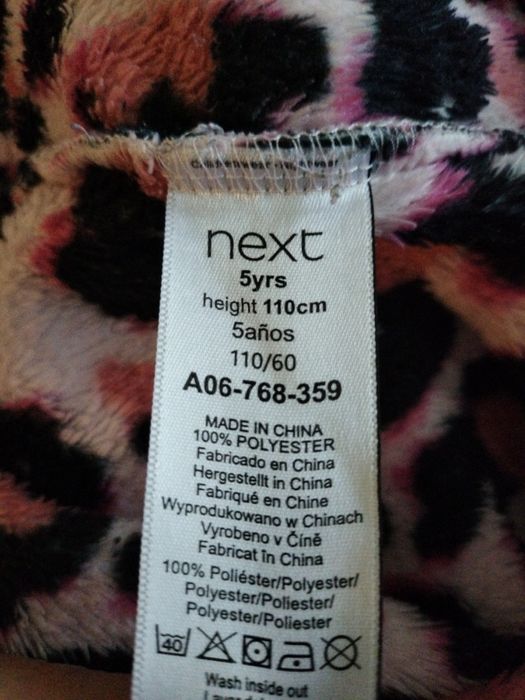 next
5yrs
height 110cm
5años
110/60
A06-768-359
MADE IN CHINA
100% POLYESTER
Fabricado en China
Hergestellt in China
Fabriqué en Chine
Wyprodukowano w Chinach
Vyrobeno v Číně
Fabricat în China
100% Poliéster/Polyester/
Polyester/Poliester/
Polyester/Poliester
40
Wash inside out